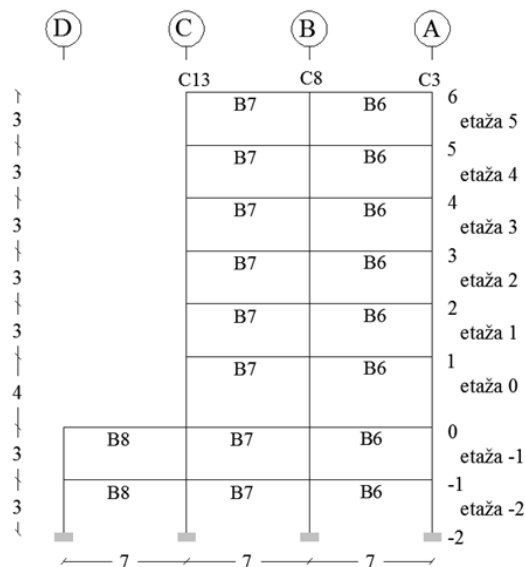 D C B A
C13 C8 C3
6
3 B7 B6 etaža 5
5
3 B7 B6 etaža 4
4
3 B7 B6 etaža 3
3
3 B7 B6 etaža 2
2
3 B7 B6 etaža 1
1
4 B7 B6 etaža 0
0
3 B8 B7 B6 etaža -1
-1
3 B8 B7 B6 etaža -2
-2
7 7 7